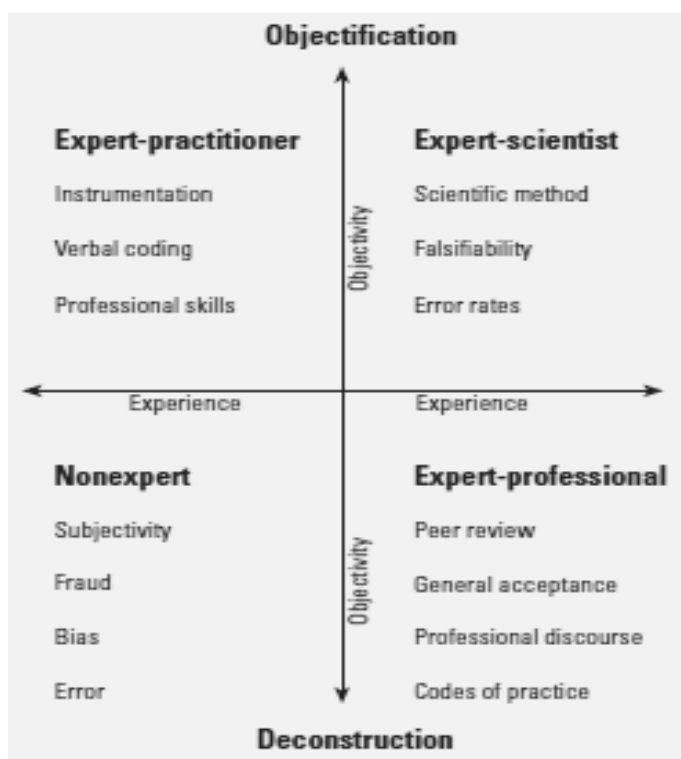 Objectification
Expert-practitioner
Instrumentation
Verbal coding
Professional skills
Expert-scientist
Scientific method
Falsifiability
Error rates
Objectivity
Experience
Experience
Nonexpert
Subjectivity
Fraud
Bias
Error
Expert-professional
Peer review
General acceptance
Professional discourse
Codes of practice
Objectivity
Deconstruction